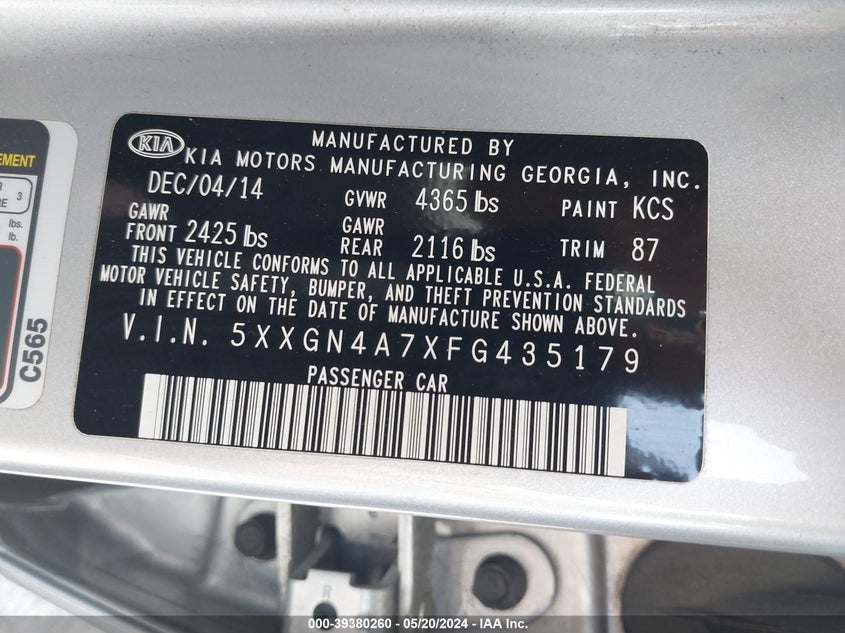 KIA
MANUFACTURED BY
KIA MOTORS MANUFACTURING GEORGIA, INC.
DEC/04/14
GVWR 4365 lbs
PAINT KCS
GAWR
FRONT 2425 lbs
GAWR
REAR 2116 lbs
TRIM 87
THIS VEHICLE CONFORMS TO ALL APPLICABLE U.S.A. FEDERAL
MOTOR VEHICLE SAFETY, BUMPER, AND THEFT PREVENTION STANDARDS
IN EFFECT ON THE DATE OF MANUFACTURE SHOWN ABOVE.
V.I.N. 5XXGN4A7XFG435179
PASSENGER CAR
3
lbs.
lb.
C565
R
000-39380260 - 05/20/2024 - IAA Inc.